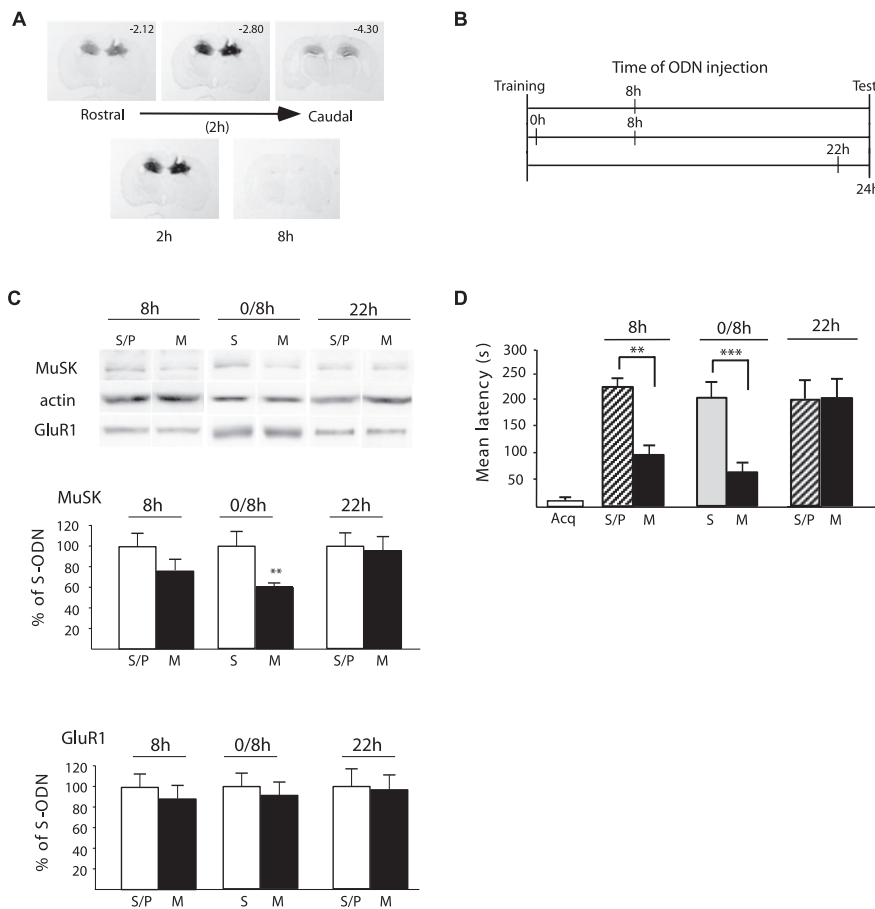 A
-2.12
-2.80
-4.30
Rostral
Caudal
(2h)
2h
8h
B
Time of ODN injection
Training
8h
Test
0h
8h
22h
24h
C
8h
0/8h
22h
S/P M S M S/P M
MuSK
actin
GluR1
MuSK
8h
0/8h
22h
% of S-ODN
120
100
80
60
40
20
**
S/P M S M S/P M
GluR1
8h
0/8h
22h
% of S-ODN
120
100
80
60
40
20
S/P M S M S/P M
D
8h
0/8h
22h
Mean latency (s)
300
250
200
150
100
50
**
***
Acq S/P M S M S/P M